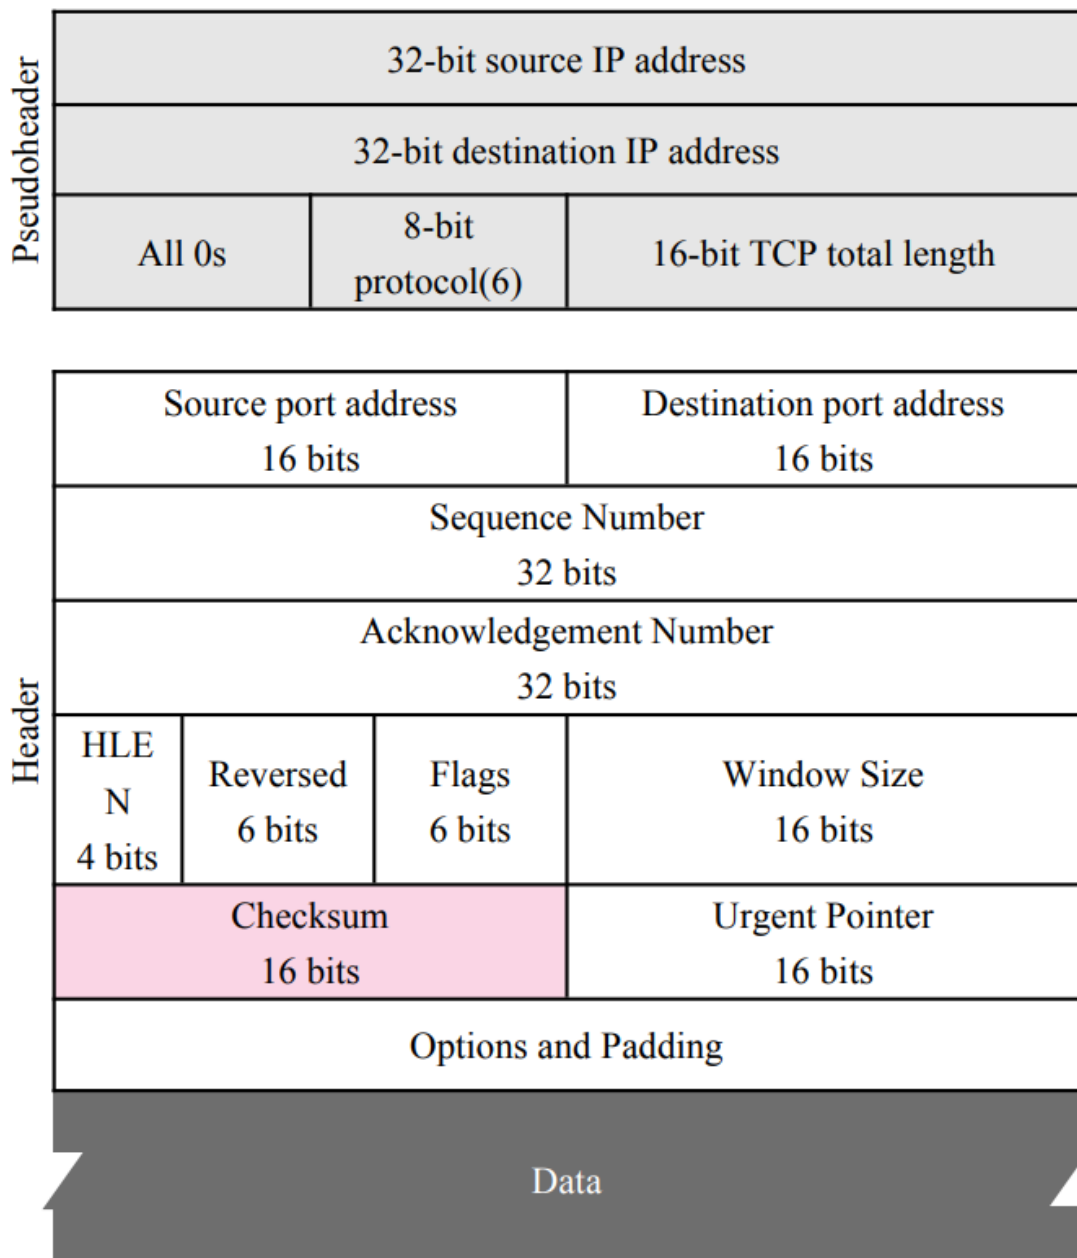 Pseudoheader
32-bit source IP address
32-bit destination IP address
All 0s
8-bit
protocol(6)
16-bit TCP total length
Header
Source port address
16 bits
Destination port address
16 bits
Sequence Number
32 bits
Acknowledgement Number
32 bits
HLE
N
4 bits
Reversed
6 bits
Flags
6 bits
Window Size
16 bits
Checksum
16 bits
Urgent Pointer
16 bits
Options and Padding
Data